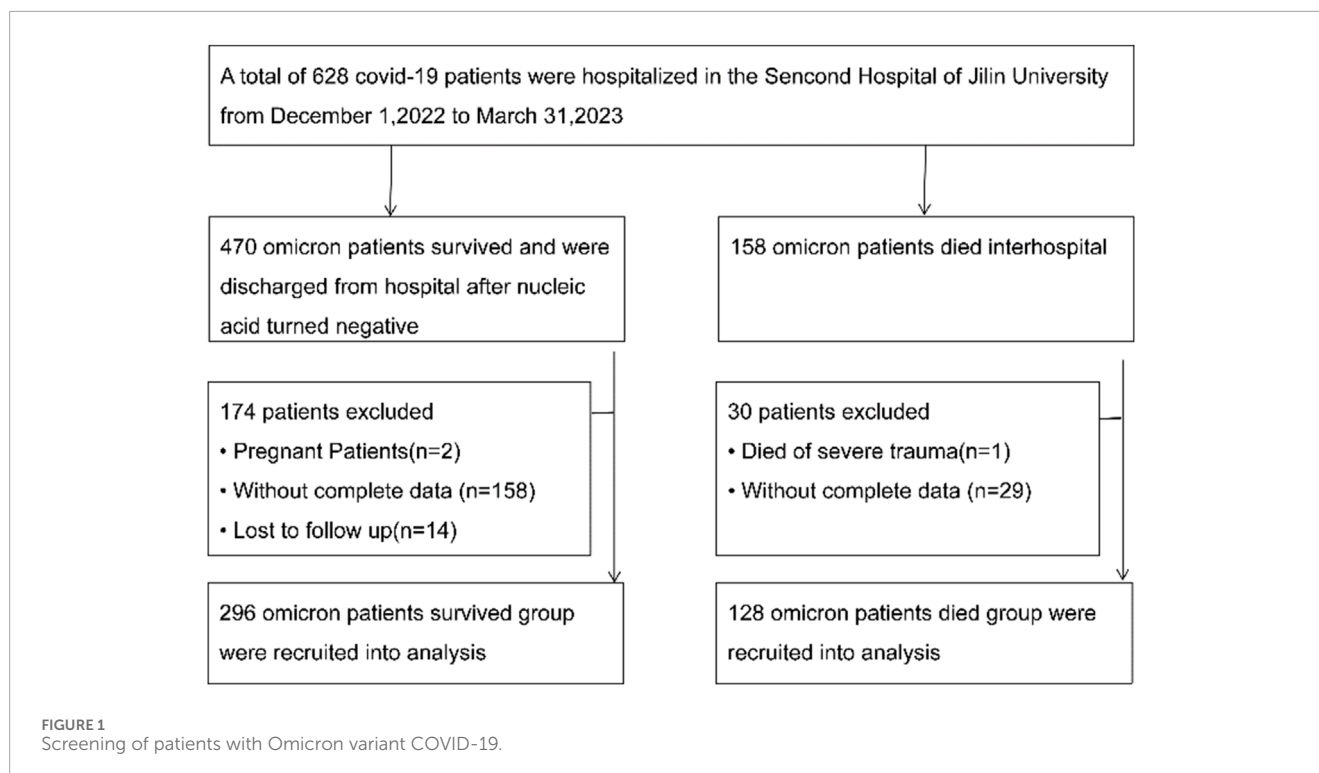 A total of 628 covid-19 patients were hospitalized in the Sencond Hospital of Jilin University
from December 1,2022 to March 31,2023
470 omicron patients survived and were
discharged from hospital after nucleic
acid turned negative
158 omicron patients died interhospital
174 patients excluded
• Pregnant Patients(n=2)
• Without complete data (n=158)
• Lost to follow up(n=14)
30 patients excluded
• Died of severe trauma(n=1)
• Without complete data (n=29)
296 omicron patients survived group
were recruited into analysis
128 omicron patients died group were
recruited into analysis
FIGURE 1
Screening of patients with Omicron variant COVID-19.